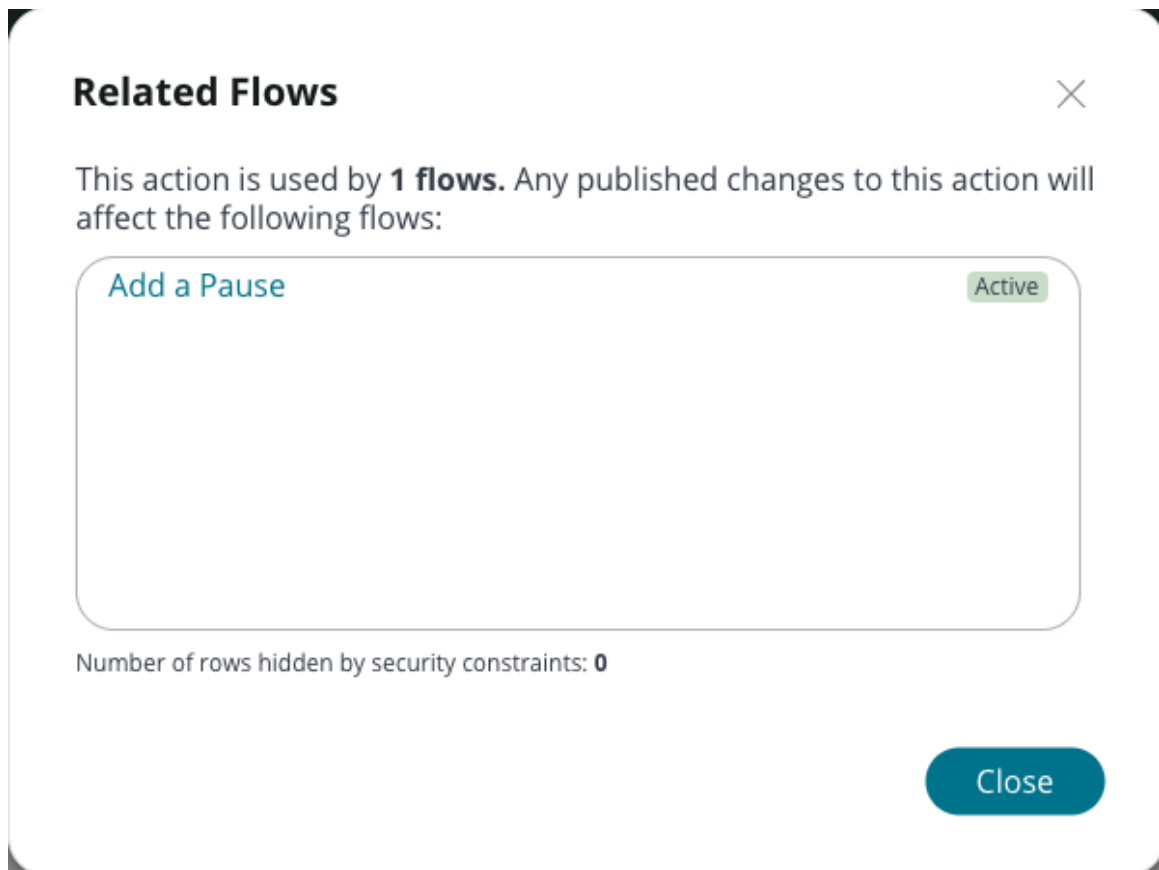 Related Flows
This action is used by 1 flows. Any published changes to this action will
affect the following flows:
Add a Pause Active
Number of rows hidden by security constraints: 0
Close